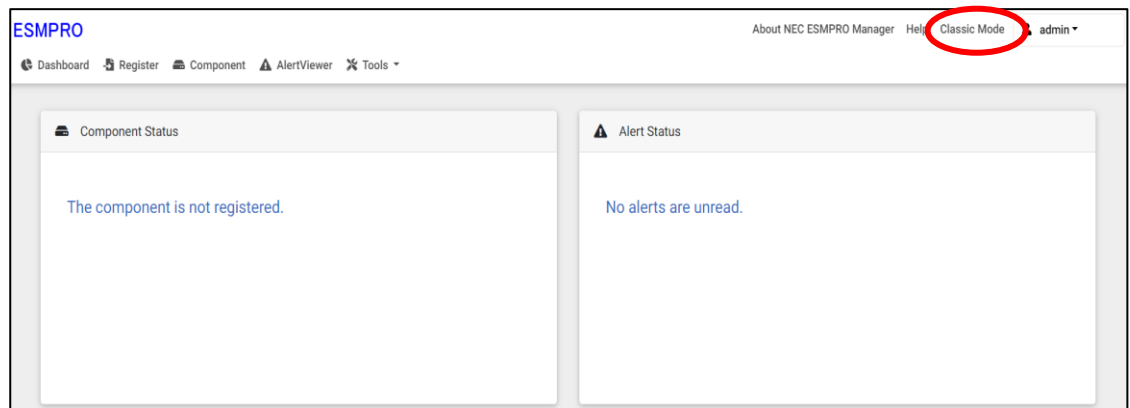 ESMPRO
About NEC ESMPRO Manager Help Classic Mode admin
Dashboard Register Component AlertViewer Tools
Component Status
Alert Status
The component is not registered.
No alerts are unread.